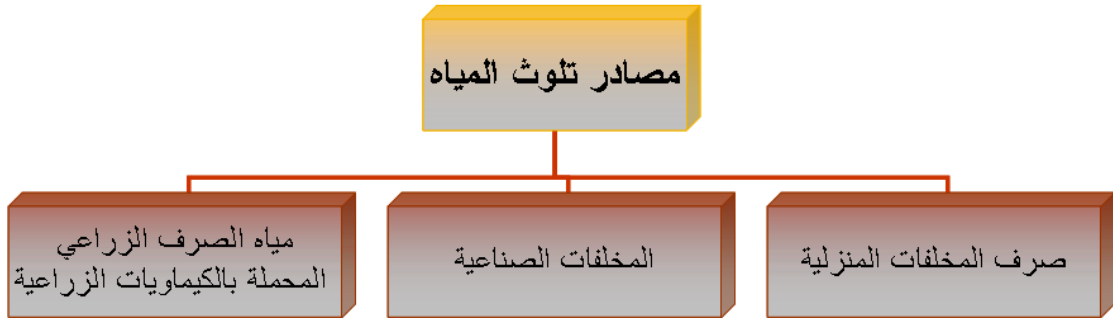 مصادر تلوث المياه
صرف المخلفات المنزلية
المخلفات الصناعية
مياه الصرف الزراعي
المحملة بالكيماويات الزراعية